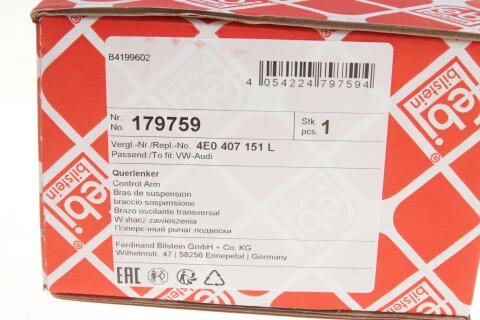 B4199602
4 054224 797594
Nr.
No. 179759
Stk.
pcs. 1
Vergl.-Nr./Repl.-No. 4E0 407 151 L
Passend/To fit: VW-Audi
Querlenker
Control Arm
Bras de suspension
braccio sospensione
Brazo oscilante transversal
Wahacz zawieszenia
Поперечный рычаг подвески
Ferdinand Bilstein GmbH + Co. KG
Wilhelmstr. 47 | 58256 Ennepetal | Germany
EAC
febi
bilstein
febi
bilstein